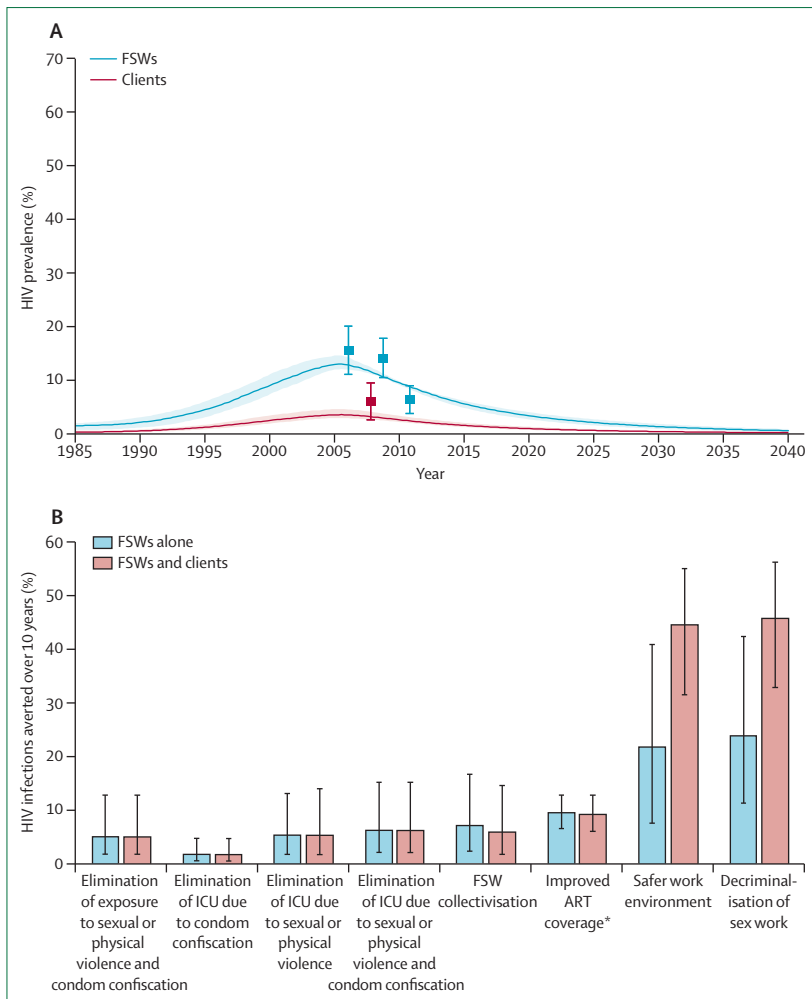 A
70
FSWs
Clients
60
50
40
30
20
10
0
HIV prevalence (%)
1985 1990 1995 2000 2005 2010 2015 2020 2025 2030 2035 2040
Year
B
60
FSWs alone
FSWs and clients
50
40
30
20
10
0
HIV infections averted over 10 years (%)
Elimination
of exposure
to sexual or
physical
violence and
condom confiscation
Elimination
of ICU due
to condom
confiscation
Elimination
of ICU due to
sexual or
physical
violence
Elimination of
ICU due to
sexual or
physical
violence and
condom confiscation
FSW
collectivisation
Improved
ART
coverage*
Safer work
environment
Decriminal-
isation of
sex work